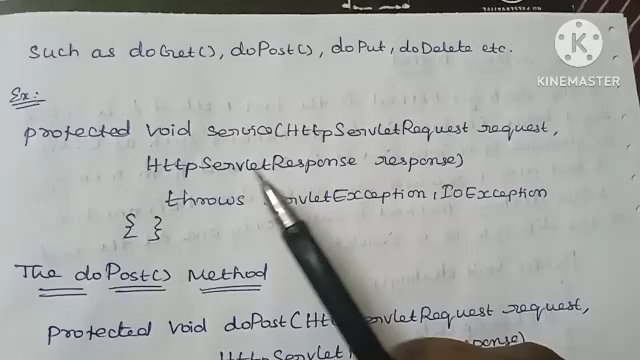 Such as doGet(), doPost(), doPut, doDelete etc.
Ex:
protected void service(HttpServletRequest request,
HttpServletResponse response)
throws ServletException, IOException
{ }
The doPost() Method
protected void doPost(HttpServletRequest request,
K
KINEMASTER